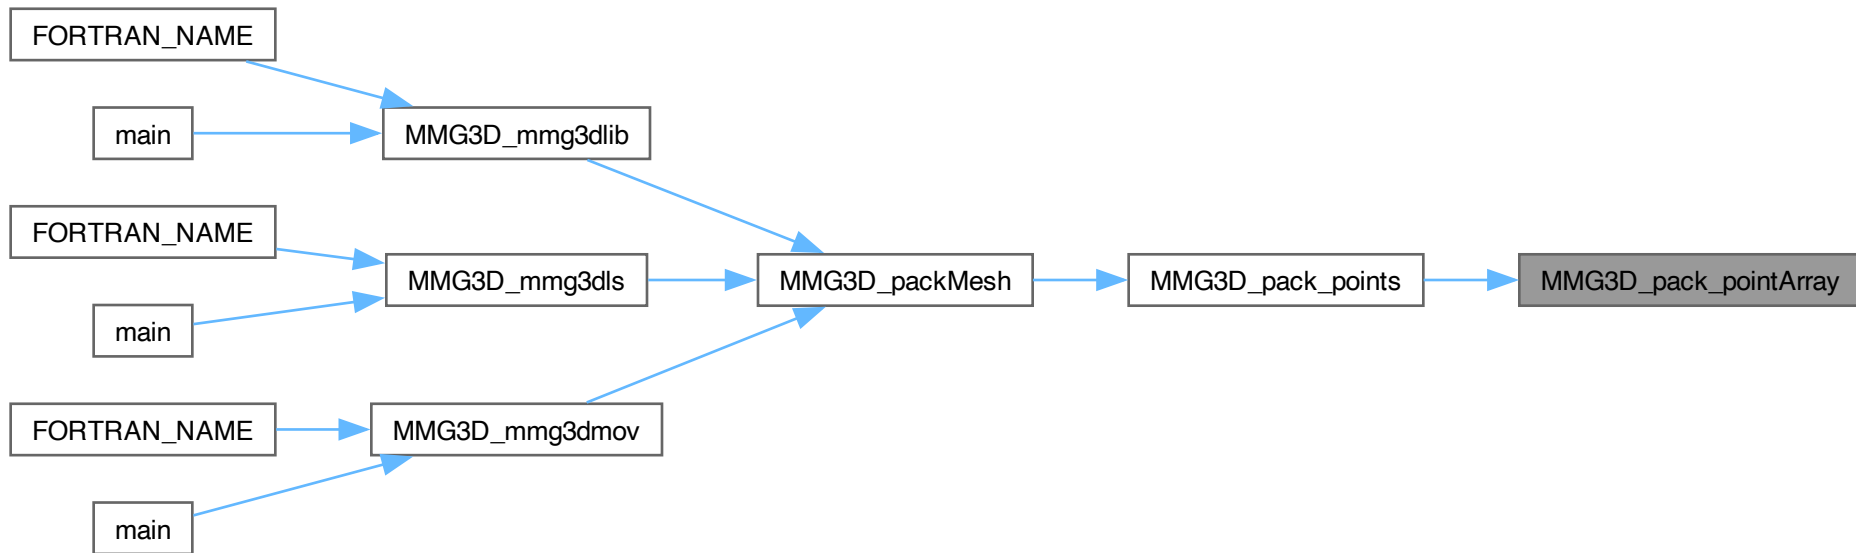 FORTRAN_NAME
main
MMG3D_mmg3dlib
FORTRAN_NAME
main
MMG3D_mmg3dls
MMG3D_packMesh
MMG3D_pack_points
MMG3D_pack_pointArray
FORTRAN_NAME
MMG3D_mmg3dmov
main